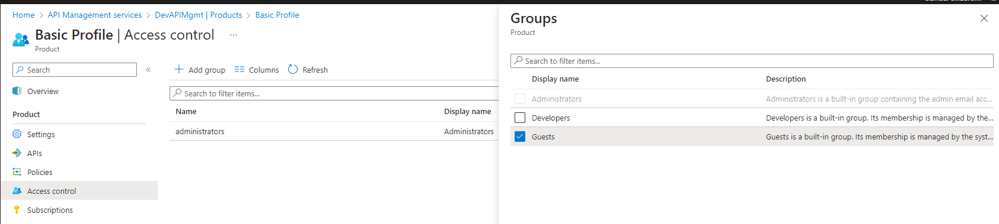 Home > API Management services > DevAPIMgmt | Products > Basic Profile
Basic Profile | Access control ...
Product
Search «
Overview
Product
Settings
APIs
Policies
Access control
Subscriptions
+ Add group Columns Refresh
Search to filter items...
Name Display name
administrators Administrators
Groups
Product
Search to filter items...
Display name Description
Administrators Administrators is a built-in group containing the admin email acc...
Developers Developers is a built-in group. Its membership is managed by the...
Guests Guests is a built-in group. Its membership is managed by the syst...